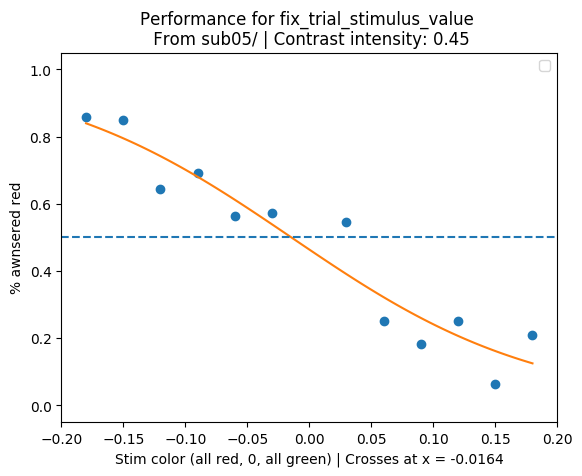 Performance for fix_trial_stimulus_value
From sub05/ | Contrast intensity: 0.45
1.0
0.8
0.6
0.4
0.2
0.0
% awnsered red
−0.20 −0.15 −0.10 −0.05 0.00 0.05 0.10 0.15 0.20
Stim color (all red, 0, all green) | Crosses at x = -0.0164